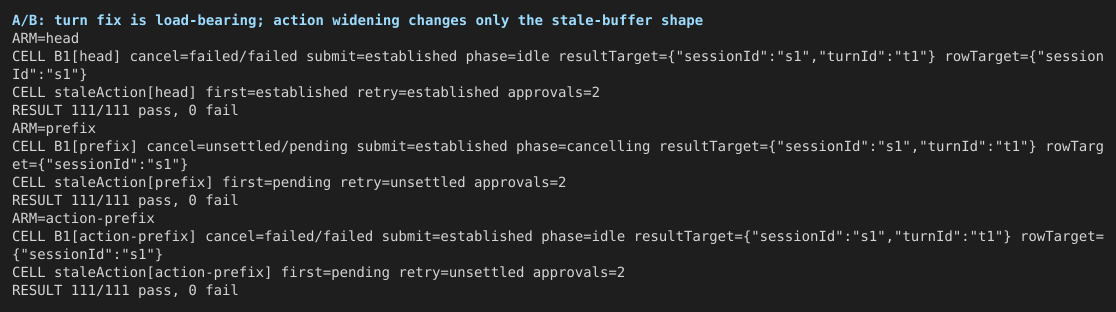 A/B: turn fix is load-bearing; action widening changes only the stale-buffer shape
ARM=head
CELL B1[head] cancel=failed/failed submit=established phase=idle resultTarget={"sessionId":"s1","turnId":"t1"} rowTarget={"session
Id":"s1"}
CELL staleAction[head] first=established retry=established approvals=2
RESULT 111/111 pass, 0 fail
ARM=prefix
CELL B1[prefix] cancel=unsettled/pending submit=established phase=cancelling resultTarget={"sessionId":"s1","turnId":"t1"} rowTarg
et={"sessionId":"s1"}
CELL staleAction[prefix] first=pending retry=unsettled approvals=2
RESULT 111/111 pass, 0 fail
ARM=action-prefix
CELL B1[action-prefix] cancel=failed/failed submit=established phase=idle resultTarget={"sessionId":"s1","turnId":"t1"} rowTarget=
{"sessionId":"s1"}
CELL staleAction[action-prefix] first=pending retry=unsettled approvals=2
RESULT 111/111 pass, 0 fail